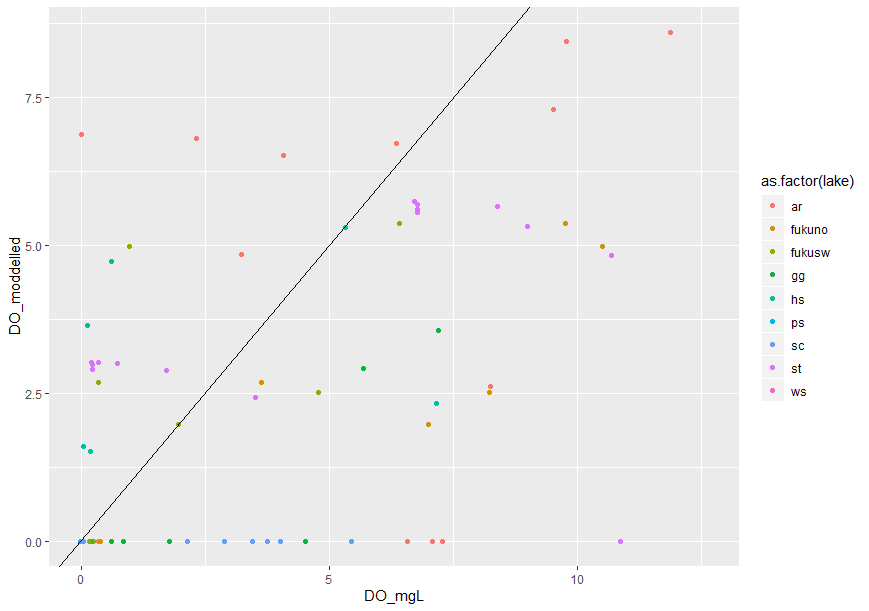 DO_moddelled
7.5
5.0
2.5
0.0
0
5
10
DO_mgL
as.factor(lake)
ar
fukuno
fukusw
gg
hs
ps
sc
st
ws